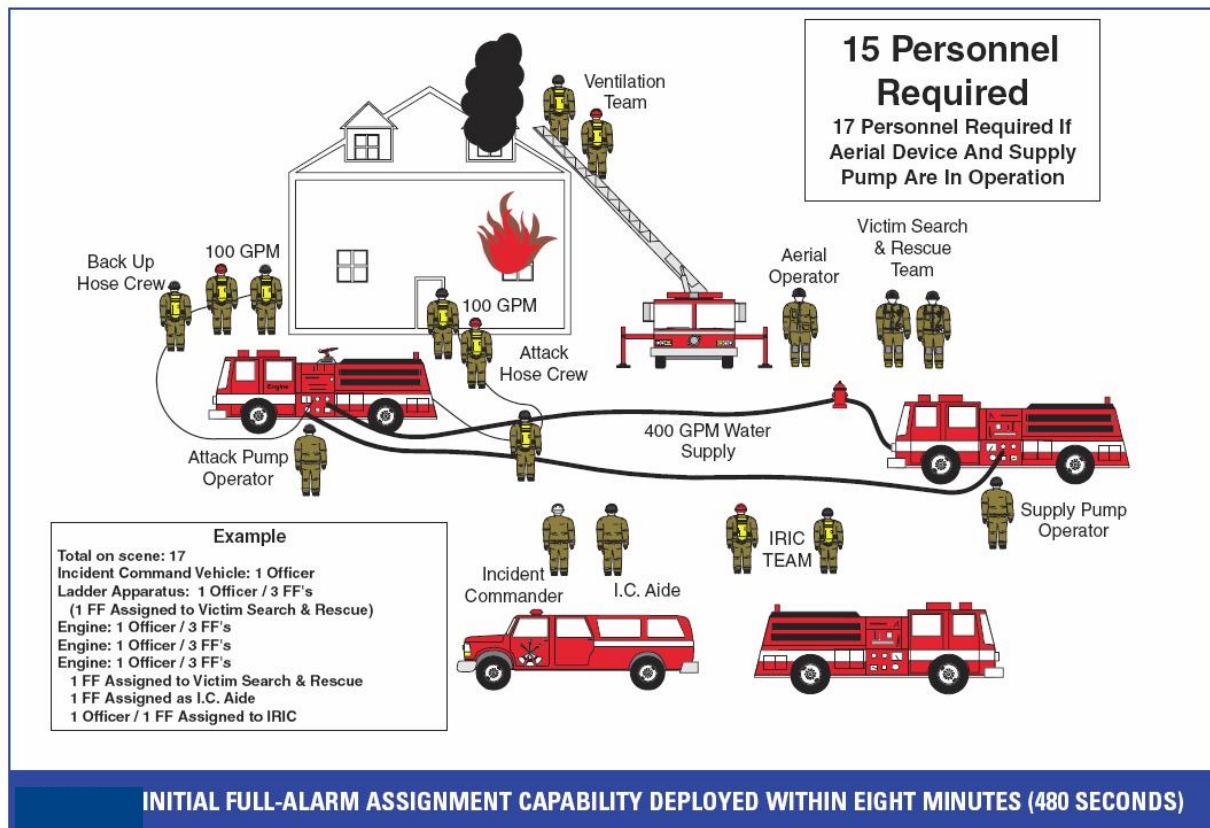 15 Personnel
Required
17 Personnel Required If
Aerial Device And Supply
Pump Are In Operation
Ventilation
Team
Victim Search
& Rescue
Team
Aerial
Operator
Back Up
Hose Crew
100 GPM
100 GPM
Attack
Hose Crew
Engine
400 GPM Water
Supply
Attack Pump
Operator
Supply Pump
Operator
IRIC
TEAM
Incident
Commander
I.C. Aide
Example
Total on scene: 17
Incident Command Vehicle: 1 Officer
Ladder Apparatus: 1 Officer / 3 FF's
(1 FF Assigned to Victim Search & Rescue)
Engine: 1 Officer / 3 FF's
Engine: 1 Officer / 3 FF's
Engine: 1 Officer / 3 FF's
1 FF Assigned to Victim Search & Rescue
1 FF Assigned as I.C. Aide
1 Officer / 1 FF Assigned to IRIC
INITIAL FULL-ALARM ASSIGNMENT CAPABILITY DEPLOYED WITHIN EIGHT MINUTES (480 SECONDS)